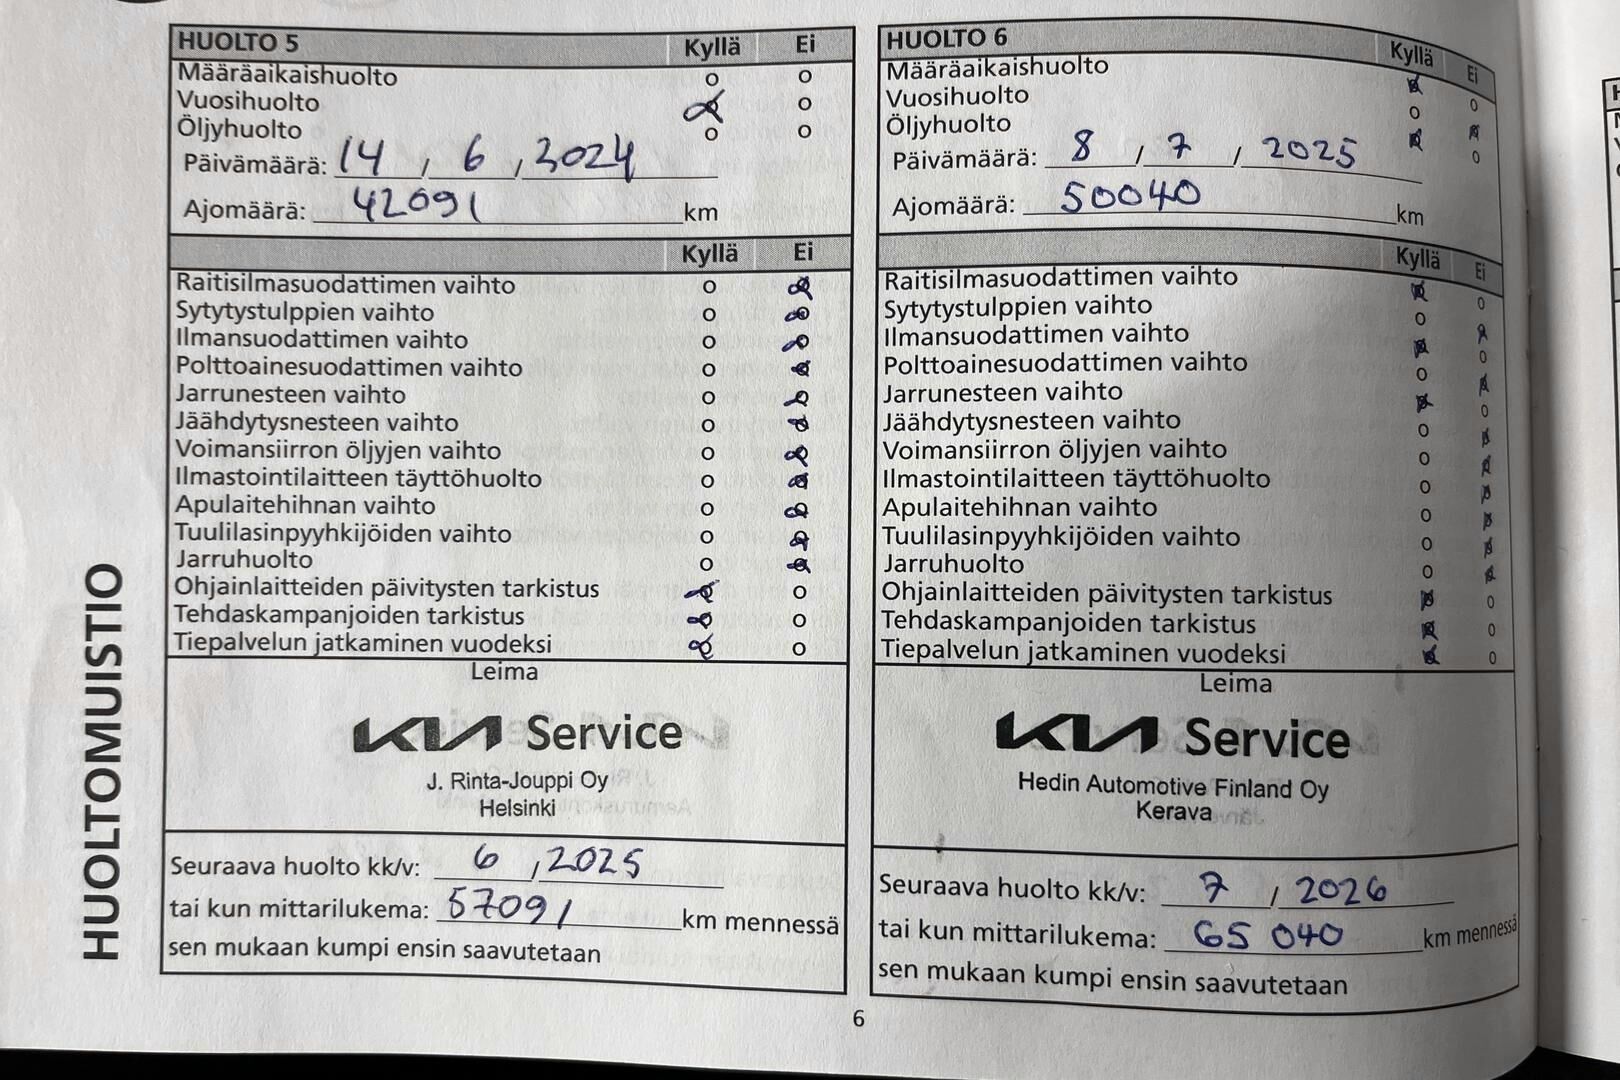 HUOLTOMUISTIO
HUOLTO 5 Kyllä Ei
Määräaikaishuolto
Vuosihuolto
Öljyhuolto
Päivämäärä: 14 / 6 / 2024
Ajomäärä: 42091 km
Kyllä Ei
Raitisilmasuodattimen vaihto
Sytytystulppien vaihto
Ilmansuodattimen vaihto
Polttoainesuodattimen vaihto
Jarrunesteen vaihto
Jäähdytysnesteen vaihto
Voimansiirron öljyjen vaihto
Ilmastointilaitteen täyttöhuolto
Apulaitehihnan vaihto
Tuulilasinpyyhkijöiden vaihto
Jarruhuolto
Ohjainlaitteiden päivitysten tarkistus
Tehdaskampanjoiden tarkistus
Tiepalvelun jatkaminen vuodeksi
Leima
KIA Service
J. Rinta-Jouppi Oy
Helsinki
Seuraava huolto kk/v: 6 / 2025
tai kun mittarilukema: 57091 km mennessä
sen mukaan kumpi ensin saavutetaan
HUOLTO 6 Kyllä Ei
Määräaikaishuolto
Vuosihuolto
Öljyhuolto
Päivämäärä: 8 / 7 / 2025
Ajomäärä: 50040 km
Kyllä Ei
Raitisilmasuodattimen vaihto
Sytytystulppien vaihto
Ilmansuodattimen vaihto
Polttoainesuodattimen vaihto
Jarrunesteen vaihto
Jäähdytysnesteen vaihto
Voimansiirron öljyjen vaihto
Ilmastointilaitteen täyttöhuolto
Apulaitehihnan vaihto
Tuulilasinpyyhkijöiden vaihto
Jarruhuolto
Ohjainlaitteiden päivitysten tarkistus
Tehdaskampanjoiden tarkistus
Tiepalvelun jatkaminen vuodeksi
Leima
KIA Service
Hedin Automotive Finland Oy
Kerava
Seuraava huolto kk/v: 7 / 2026
tai kun mittarilukema: 65 040 km mennessä
sen mukaan kumpi ensin saavutetaan
6